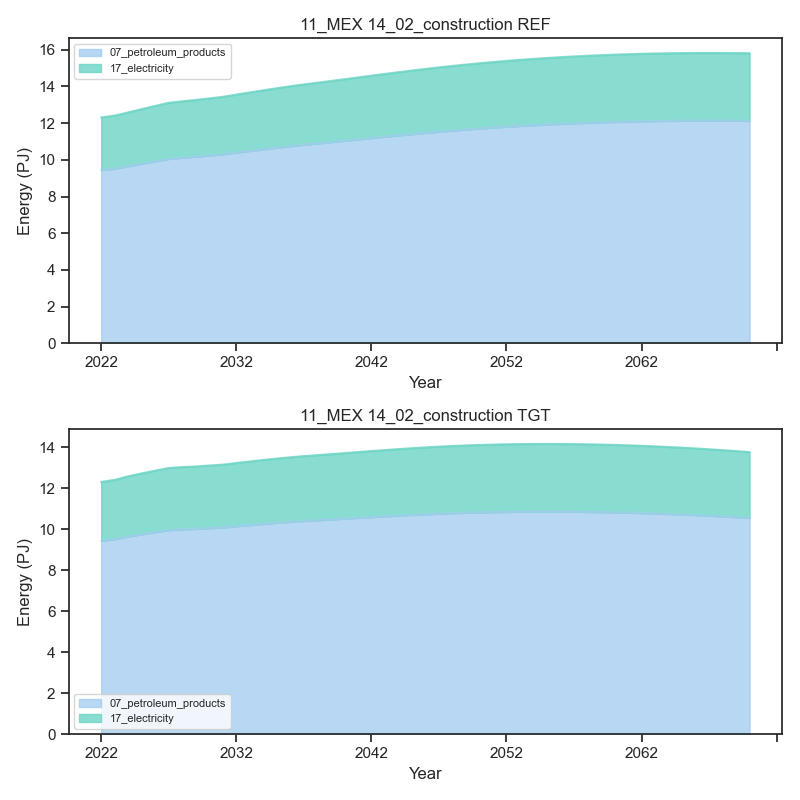 11_MEX 14_02_construction REF
07_petroleum_products
17_electricity
Energy (PJ)
16
14
12
10
8
6
4
2
0
2022 2032 2042 2052 2062
Year
11_MEX 14_02_construction TGT
Energy (PJ)
14
12
10
8
6
4
2
0
07_petroleum_products
17_electricity
2022 2032 2042 2052 2062
Year